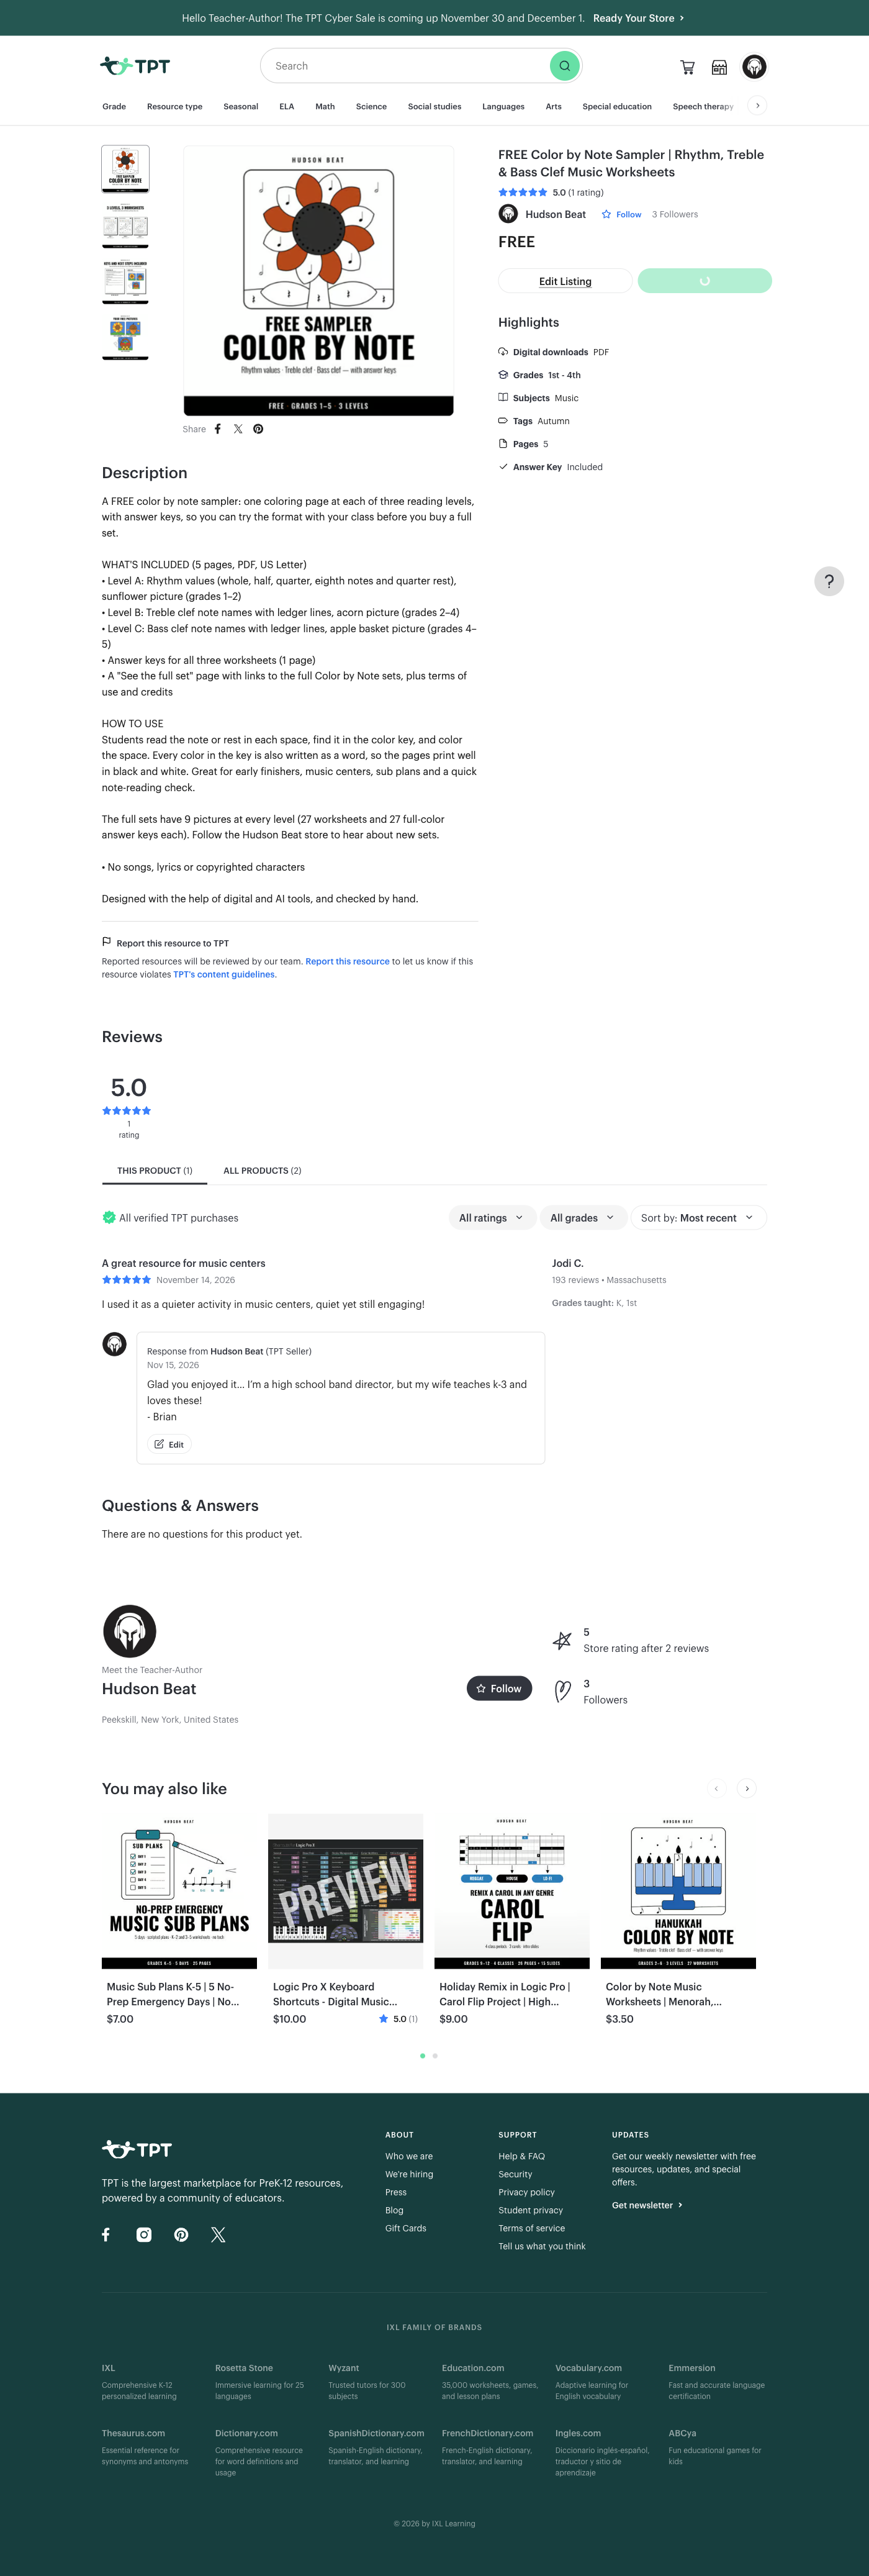 Hello Teacher-Author! The TPT Cyber Sale is coming up November 30 and December 1. Ready Your Store
TPT
Search
Grade Resource type Seasonal ELA Math Science Social studies Languages Arts Special education Speech therapy
HUDSON BEAT
FREE SAMPLER
COLOR BY NOTE
Rhythm values · Treble clef · Bass clef — with answer keys
FREE · GRADES 1–5 · 3 LEVELS
Share
FREE Color by Note Sampler | Rhythm, Treble
& Bass Clef Music Worksheets
5.0 (1 rating)
Hudson Beat Follow 3 Followers
FREE
Edit Listing
Highlights
Digital downloads PDF
Grades 1st - 4th
Subjects Music
Tags Autumn
Pages 5
Answer Key Included
?
Description
A FREE color by note sampler: one coloring page at each of three reading levels,
with answer keys, so you can try the format with your class before you buy a full
set.
WHAT'S INCLUDED (5 pages, PDF, US Letter)
• Level A: Rhythm values (whole, half, quarter, eighth notes and quarter rest),
sunflower picture (grades 1–2)
• Level B: Treble clef note names with ledger lines, acorn picture (grades 2–4)
• Level C: Bass clef note names with ledger lines, apple basket picture (grades 4–
5)
• Answer keys for all three worksheets (1 page)
• A "See the full set" page with links to the full Color by Note sets, plus terms of
use and credits
HOW TO USE
Students read the note or rest in each space, find it in the color key, and color
the space. Every color in the key is also written as a word, so the pages print well
in black and white. Great for early finishers, music centers, sub plans and a quick
note-reading check.
The full sets have 9 pictures at every level (27 worksheets and 27 full-color
answer keys each). Follow the Hudson Beat store to hear about new sets.
• No songs, lyrics or copyrighted characters
Designed with the help of digital and AI tools, and checked by hand.
Report this resource to TPT
Reported resources will be reviewed by our team. Report this resource to let us know if this
resource violates TPT's content guidelines.
Reviews
5.0
1
rating
THIS PRODUCT (1) ALL PRODUCTS (2)
All verified TPT purchases
All ratings All grades Sort by: Most recent
A great resource for music centers
November 14, 2026
I used it as a quieter activity in music centers, quiet yet still engaging!
Jodi C.
193 reviews • Massachusetts
Grades taught: K, 1st
Response from Hudson Beat (TPT Seller)
Nov 15, 2026
Glad you enjoyed it... I'm a high school band director, but my wife teaches k-3 and
loves these!
- Brian
Edit
Questions & Answers
There are no questions for this product yet.
Meet the Teacher-Author
Hudson Beat
Peekskill, New York, United States
Follow
5
Store rating after 2 reviews
3
Followers
You may also like
HUDSON BEAT
SUB PLANS
NO-PREP EMERGENCY
MUSIC SUB PLANS
PREVIEW
HUDSON BEAT
REMIX A CAROL IN ANY GENRE
CAROL
FLIP
HUDSON BEAT
HANUKKAH
COLOR BY NOTE
Music Sub Plans K-5 | 5 No-
Prep Emergency Days | No...
$7.00
Logic Pro X Keyboard
Shortcuts - Digital Music...
$10.00 5.0 (1)
Holiday Remix in Logic Pro |
Carol Flip Project | High...
$9.00
Color by Note Music
Worksheets | Menorah,...
$3.50
TPT
TPT is the largest marketplace for PreK-12 resources,
powered by a community of educators.
ABOUT
Who we are
We're hiring
Press
Blog
Gift Cards
SUPPORT
Help & FAQ
Security
Privacy policy
Student privacy
Terms of service
Tell us what you think
UPDATES
Get our weekly newsletter with free
resources, updates, and special
offers.
Get newsletter
IXL FAMILY OF BRANDS
IXL
Comprehensive K-12
personalized learning
Rosetta Stone
Immersive learning for 25
languages
Wyzant
Trusted tutors for 300
subjects
Education.com
35,000 worksheets, games,
and lesson plans
Vocabulary.com
Adaptive learning for
English vocabulary
Emmersion
Fast and accurate language
certification
Thesaurus.com
Essential reference for
synonyms and antonyms
Dictionary.com
Comprehensive resource
for word definitions and
usage
SpanishDictionary.com
Spanish-English dictionary,
translator, and learning
FrenchDictionary.com
French-English dictionary,
translator, and learning
Ingles.com
Diccionario inglés-español,
traductor y sitio de
aprendizaje
ABCya
Fun educational games for
kids
© 2026 by IXL Learning